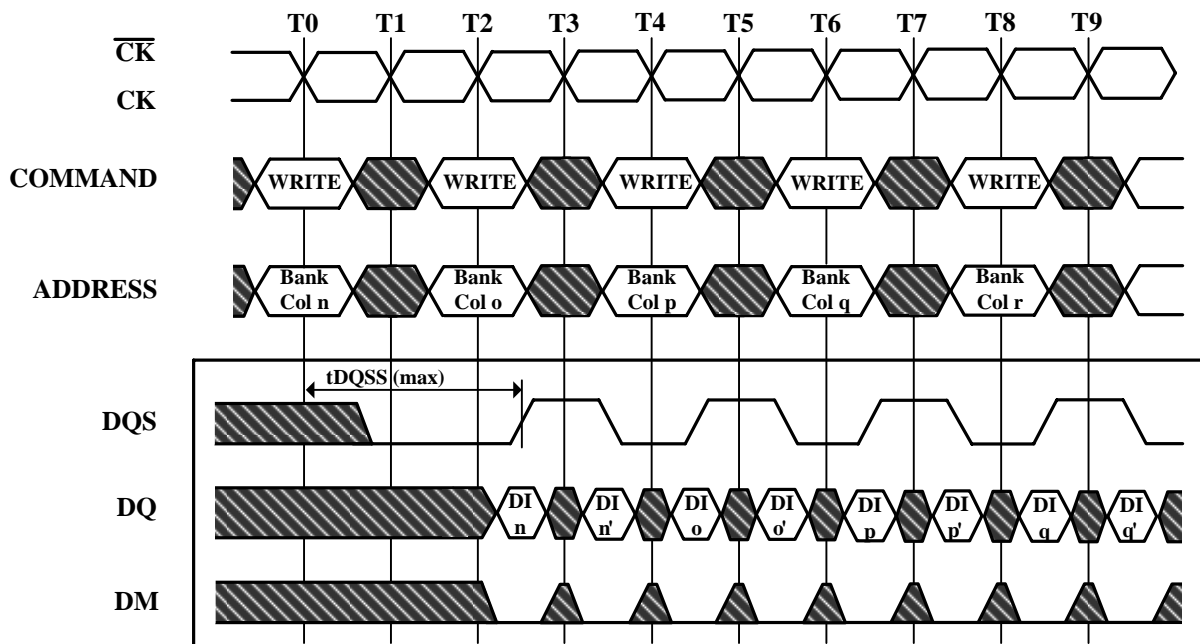 T0 T1 T2 T3 T4 T5 T6 T7 T8 T9
CK
CK
COMMAND WRITE WRITE WRITE WRITE WRITE
ADDRESS Bank Bank Bank Bank Bank
Col n Col o Col p Col q Col r
tDQSS (max)
DQS
DQ DI DI DI DI DI DI DI DI
n n' o o' p p' q q'
DM